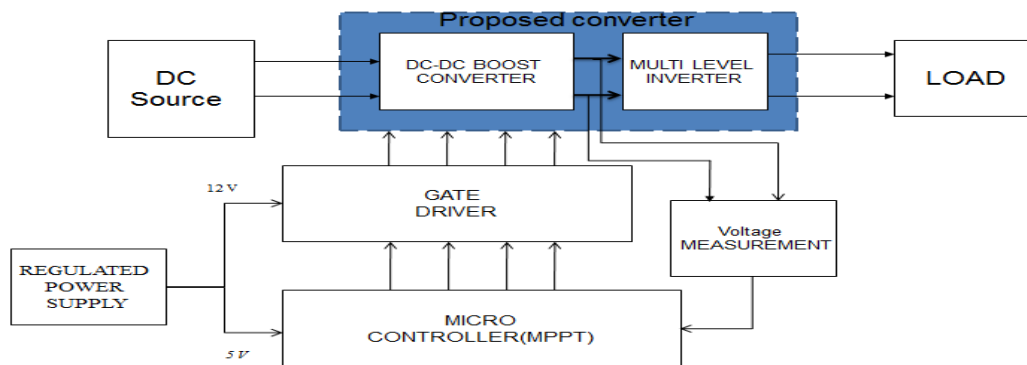 Proposed converter
DC
Source
DC-DC BOOST
CONVERTER
MULTI LEVEL
INVERTER
LOAD
12 V
GATE
DRIVER
Voltage
MEASUREMENT
REGULATED
POWER
SUPPLY
MICRO
CONTROLLER(MPPT)
5 V